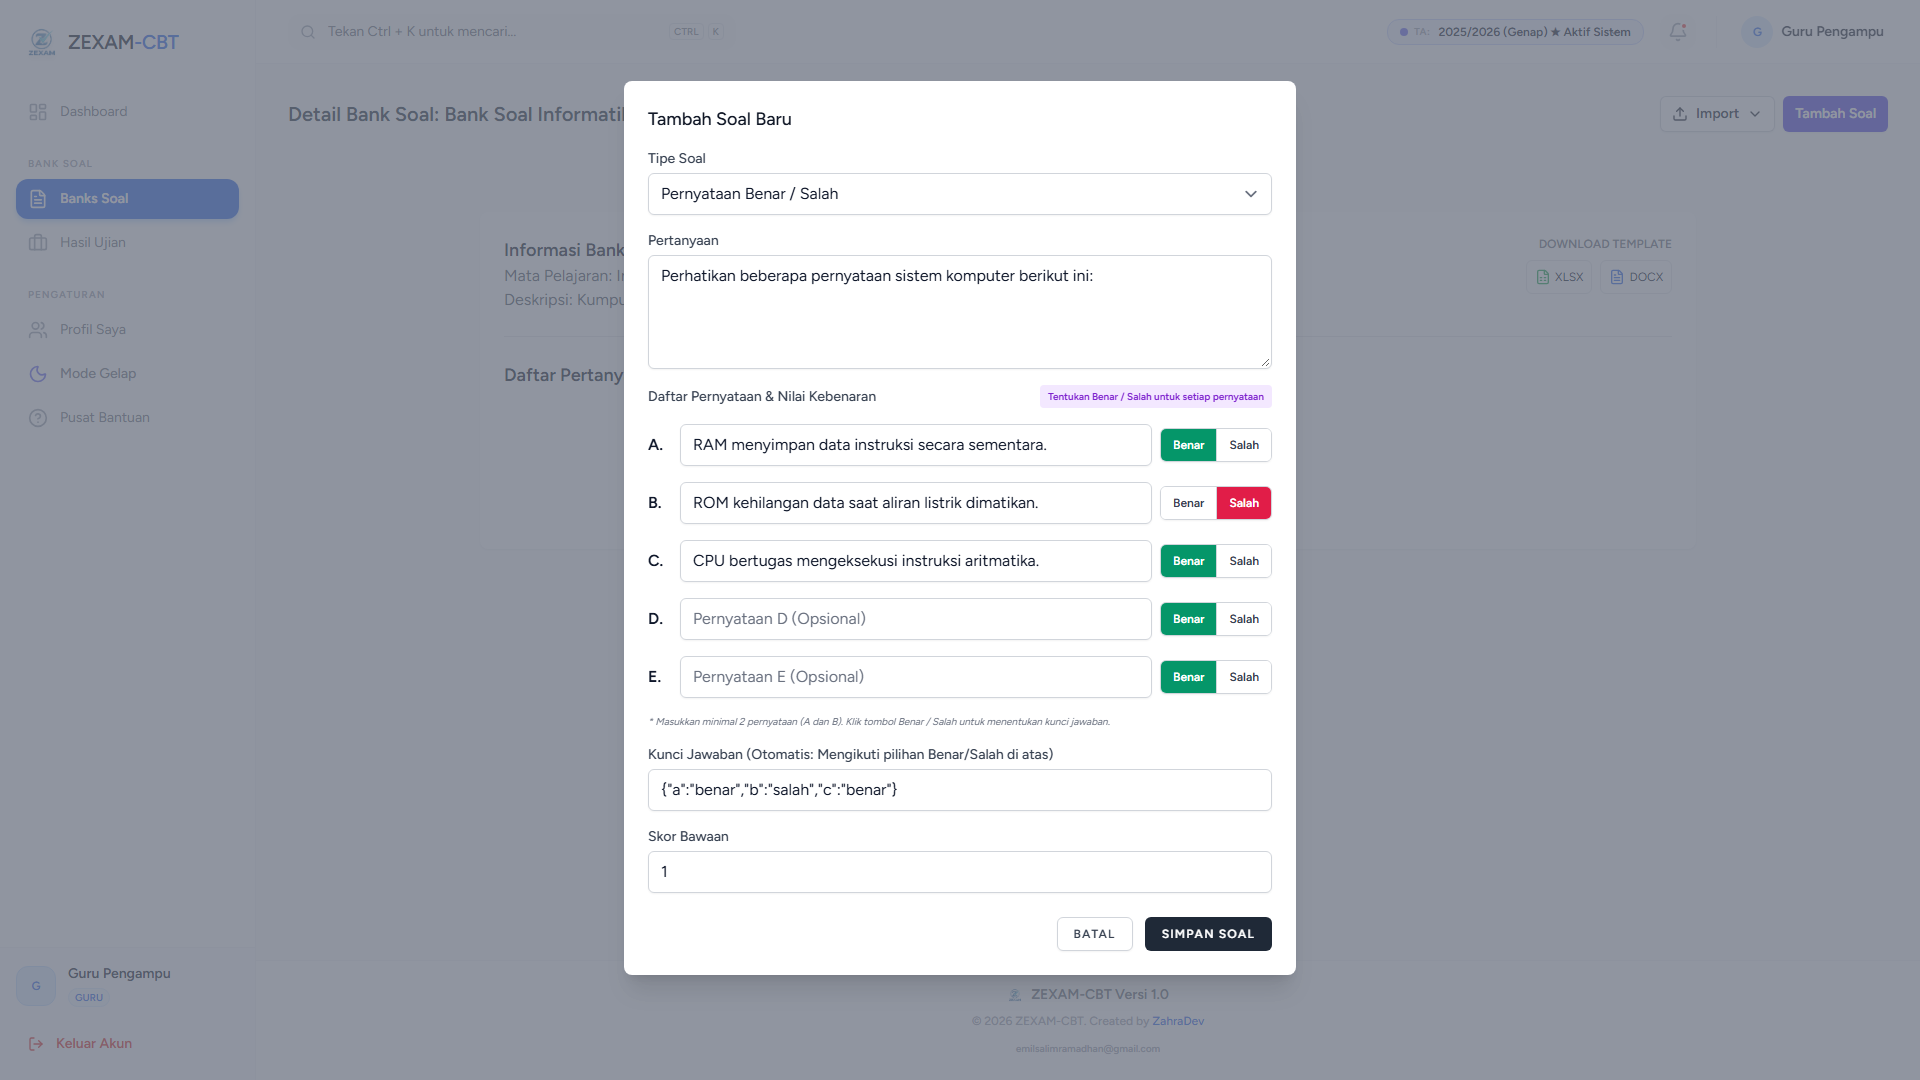 ZEXAM-CBT
ZEXAM
Tekan Ctrl + K untuk mencari...
CTRL K
TA: 2025/2026 (Genap) ★ Aktif Sistem
G
Guru Pengampu
Dashboard
BANK SOAL
Banks Soal
Hasil Ujian
PENGATURAN
Profil Saya
Mode Gelap
Pusat Bantuan
Guru Pengampu
G
GURU
Keluar Akun
Detail Bank Soal: Bank Soal Informati
Import
Tambah Soal
Informasi Bank
Mata Pelajaran: I
Deskripsi: Kumpu
DOWNLOAD TEMPLATE
XLSX
DOCX
Daftar Pertany
Tambah Soal Baru
Tipe Soal
Pernyataan Benar / Salah
Pertanyaan
Perhatikan beberapa pernyataan sistem komputer berikut ini:
Daftar Pernyataan & Nilai Kebenaran
Tentukan Benar / Salah untuk setiap pernyataan
A. RAM menyimpan data instruksi secara sementara. Benar Salah
B. ROM kehilangan data saat aliran listrik dimatikan. Benar Salah
C. CPU bertugas mengeksekusi instruksi aritmatika. Benar Salah
D. Pernyataan D (Opsional) Benar Salah
E. Pernyataan E (Opsional) Benar Salah
* Masukkan minimal 2 pernyataan (A dan B). Klik tombol Benar / Salah untuk menentukan kunci jawaban.
Kunci Jawaban (Otomatis: Mengikuti pilihan Benar/Salah di atas)
{"a":"benar","b":"salah","c":"benar"}
Skor Bawaan
1
BATAL
SIMPAN SOAL
ZEXAM-CBT Versi 1.0
© 2026 ZEXAM-CBT. Created by ZahraDev
emilsalimramadhan@gmail.com